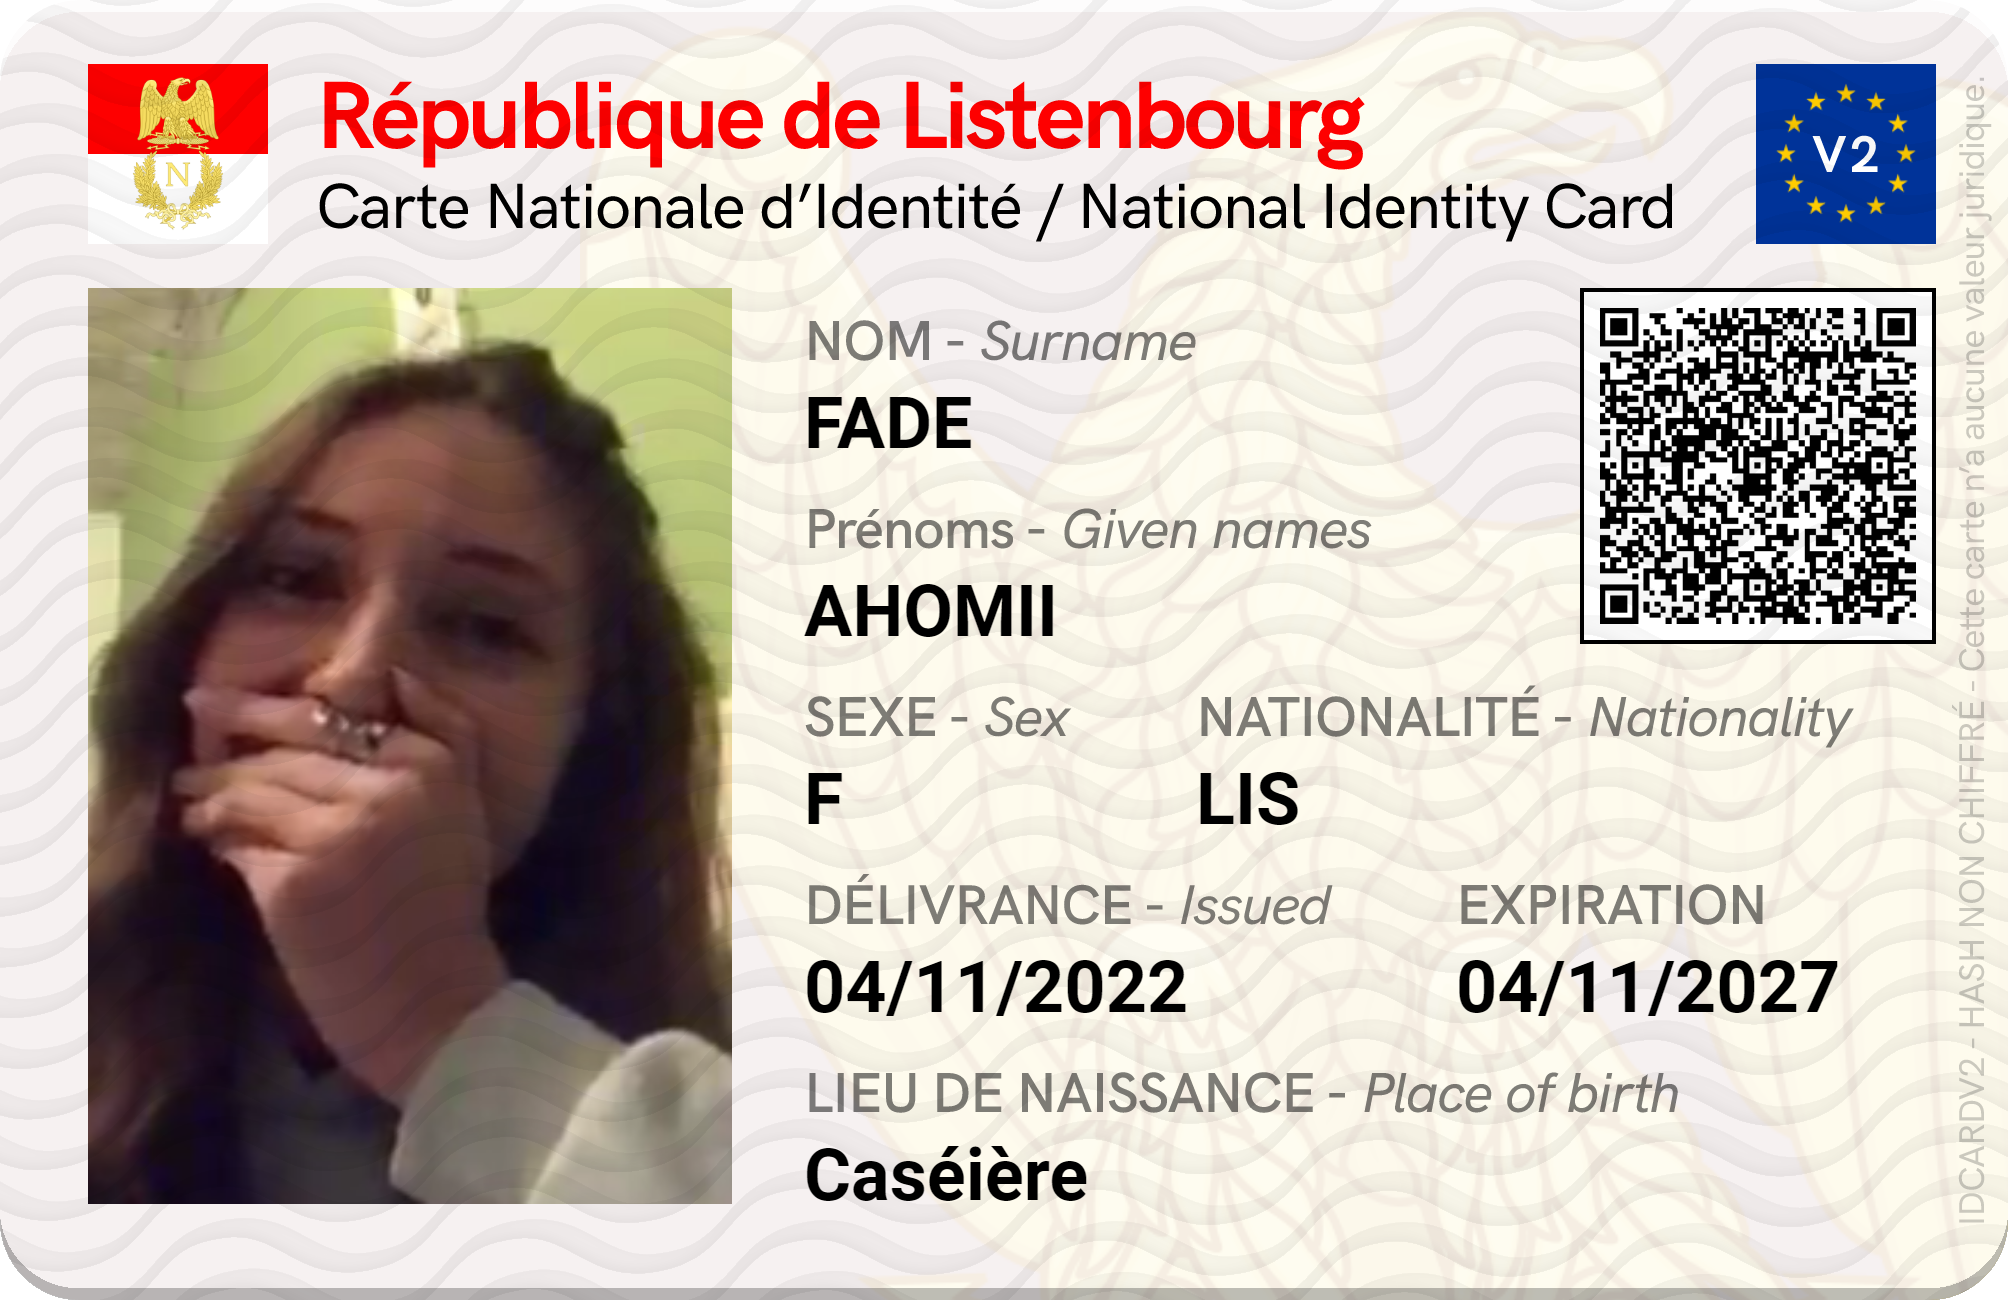 N
République de Listenbourg
Carte Nationale d'Identité / National Identity Card
V2
NOM - Surname
FADE
Prénoms - Given names
AHOMII
SEXE - Sex
NATIONALITÉ - Nationality
F
LIS
DÉLIVRANCE - Issued
EXPIRATION
04/11/2022
04/11/2027
LIEU DE NAISSANCE - Place of birth
Caséière
IDCARDV2 - HASH NON CHIFFRÉ - Cette carte n'a aucune valeur juridique.